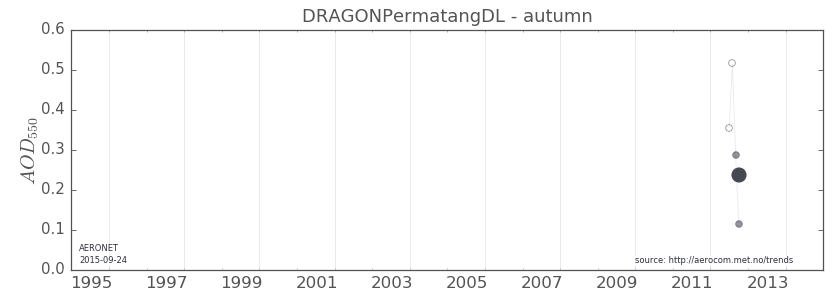 DRAGONPermatangDL - autumn
0.6
0.5
0.4
0.3
0.2
0.1
0.0
AOD550
AERONET
2015-09-24
source: http://aerocom.met.no/trends
1995 1997 1999 2001 2003 2005 2007 2009 2011 2013